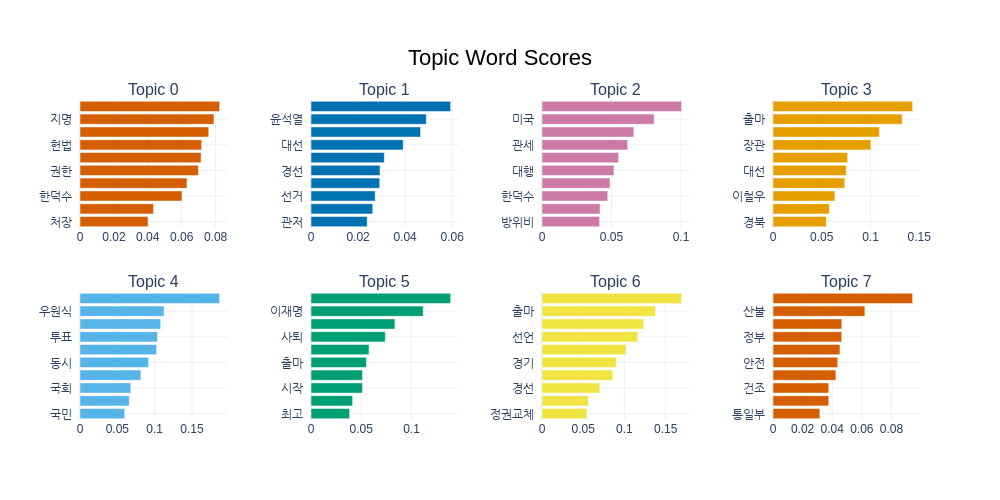 Topic Word Scores
Topic 0
Topic 1
Topic 2
Topic 3
지명
헌법
권한
한덕수
처장
0 0.02 0.04 0.06 0.08
윤석열
대선
경선
선거
관저
0 0.02 0.04 0.06
미국
관세
대행
한덕수
방위비
0 0.05 0.1
출마
장관
대선
이철우
경북
0 0.05 0.1 0.15
Topic 4
Topic 5
Topic 6
Topic 7
우원식
투표
동시
국회
국민
0 0.05 0.1 0.15
이재명
사퇴
출마
시작
최고
0 0.05 0.1
출마
선언
경기
경선
정권교체
0 0.05 0.1 0.15
산불
정부
안전
건조
통일부
0 0.02 0.04 0.06 0.08